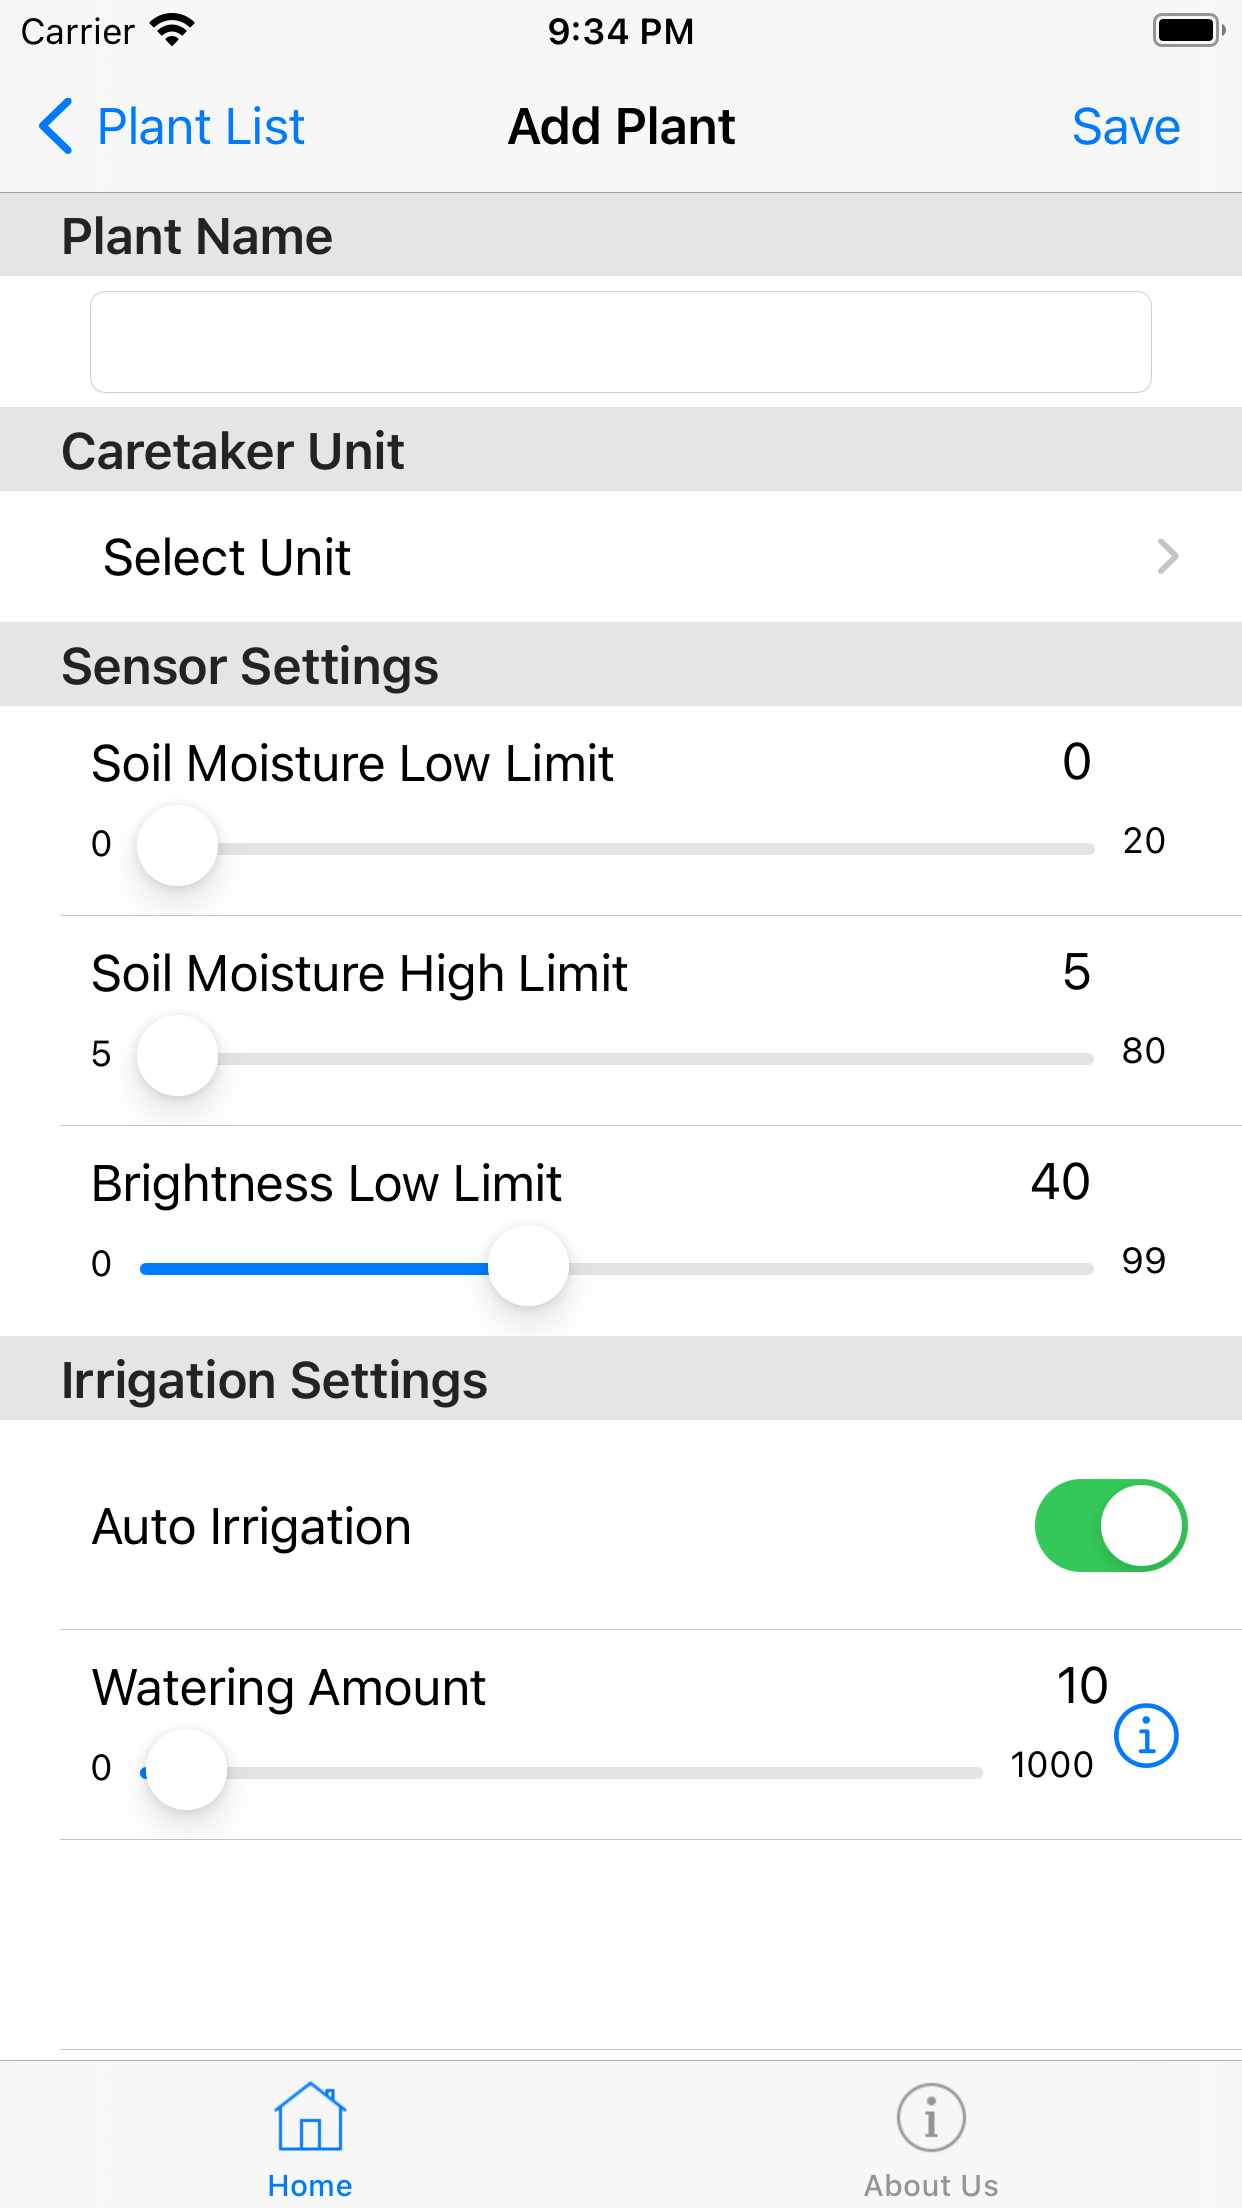 Carrier 9:34 PM
Plant List Add Plant Save
Plant Name
Caretaker Unit
Select Unit
Sensor Settings
Soil Moisture Low Limit 0
0 20
Soil Moisture High Limit 5
5 80
Brightness Low Limit 40
0 99
Irrigation Settings
Auto Irrigation
Watering Amount 10
0 1000
Home About Us